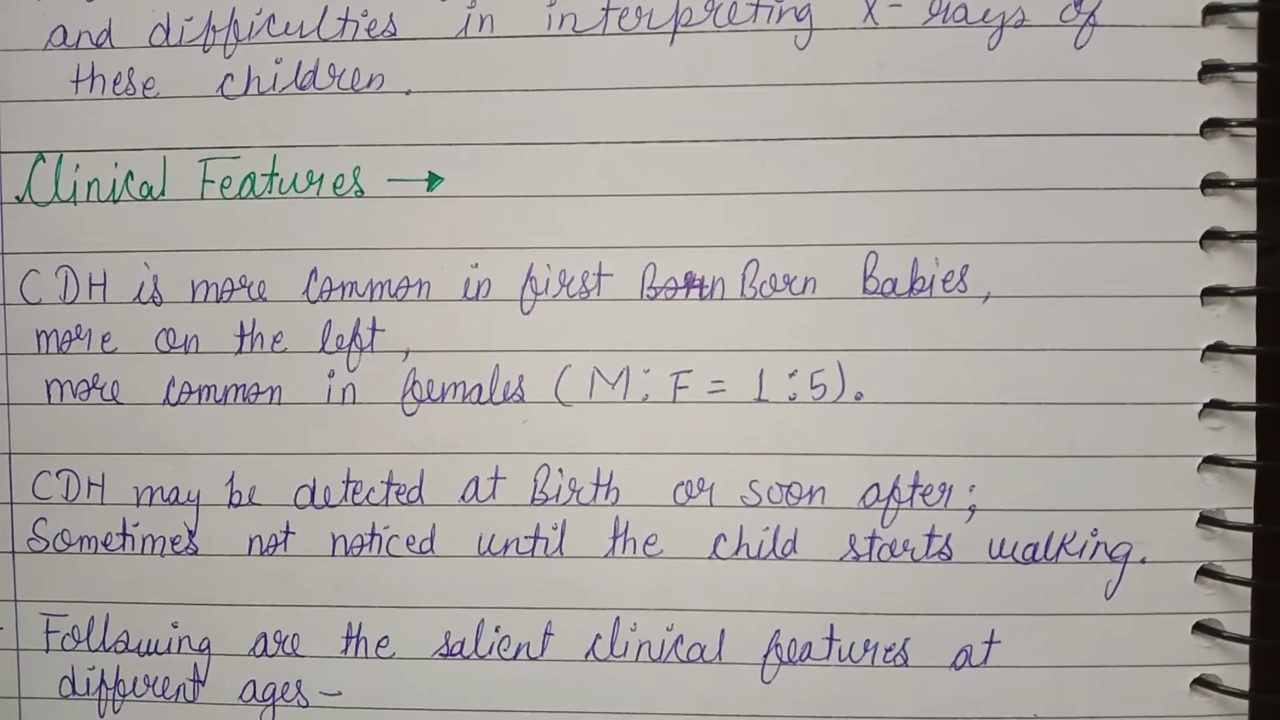 and difficulties in interpreting X-rays of
these children.
Clinical Features →
CDH is more common in first Born Born Babies,
more on the left,
more common in females (M:F = 1:5).
CDH may be detected at Birth or soon after;
Sometimes not noticed until the child starts walking.
Following are the salient clinical features at
different ages-